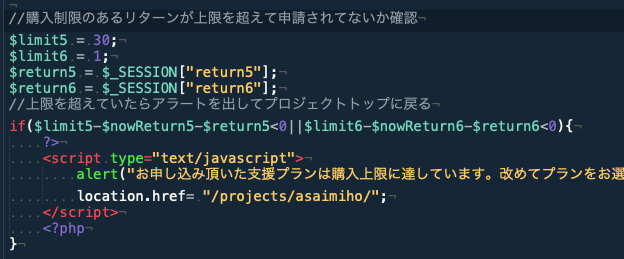 //購入制限のあるリターンが上限を超えて申請されてないか確認
$limit5 = 30;
$limit6 = 1;
$return5 = $_SESSION["return5"];
$return6 = $_SESSION["return6"];
//上限を超えていたらアラートを出してプロジェクトトップに戻る
if($limit5-$nowReturn5-$return5<0||$limit6-$nowReturn6-$return6<0){
?>
<script type="text/javascript">
alert("お申し込み頂いた支援プランは購入上限に達しています。改めてプランをお選
location.href= "/projects/asaimiho/";
</script>
<?php
}